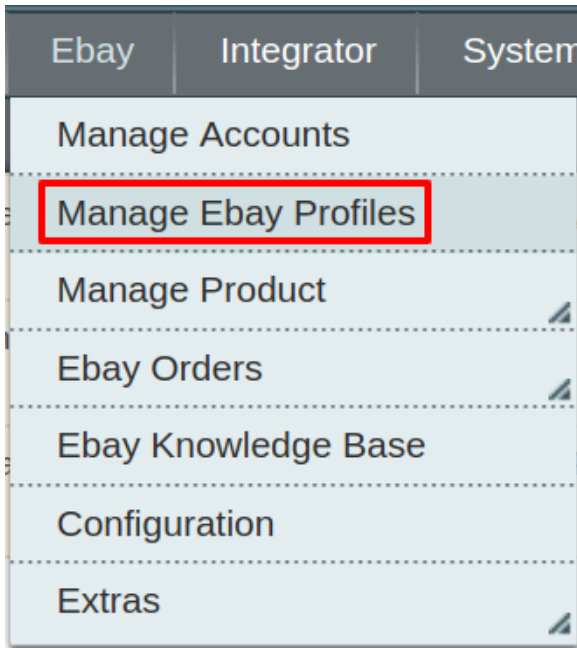 Ebay Integrator System
Manage Accounts
Manage Ebay Profiles
Manage Product
Ebay Orders
Ebay Knowledge Base
Configuration
Extras